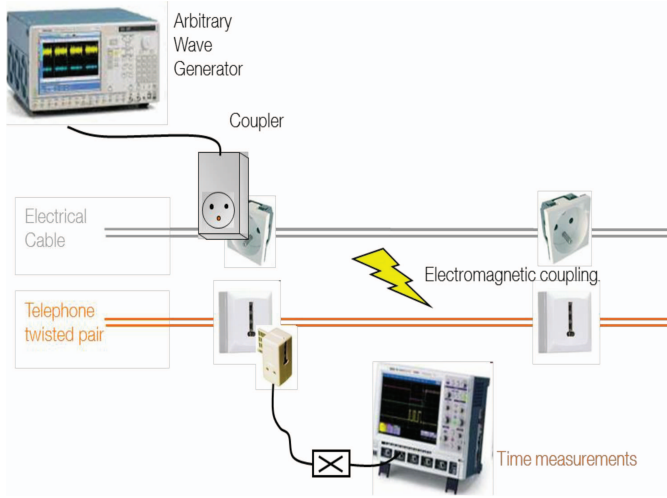 Arbitrary
Wave
Generator
Coupler
Electrical
Cable
Electromagnetic coupling.
Telephone
twisted pair
Time measurements